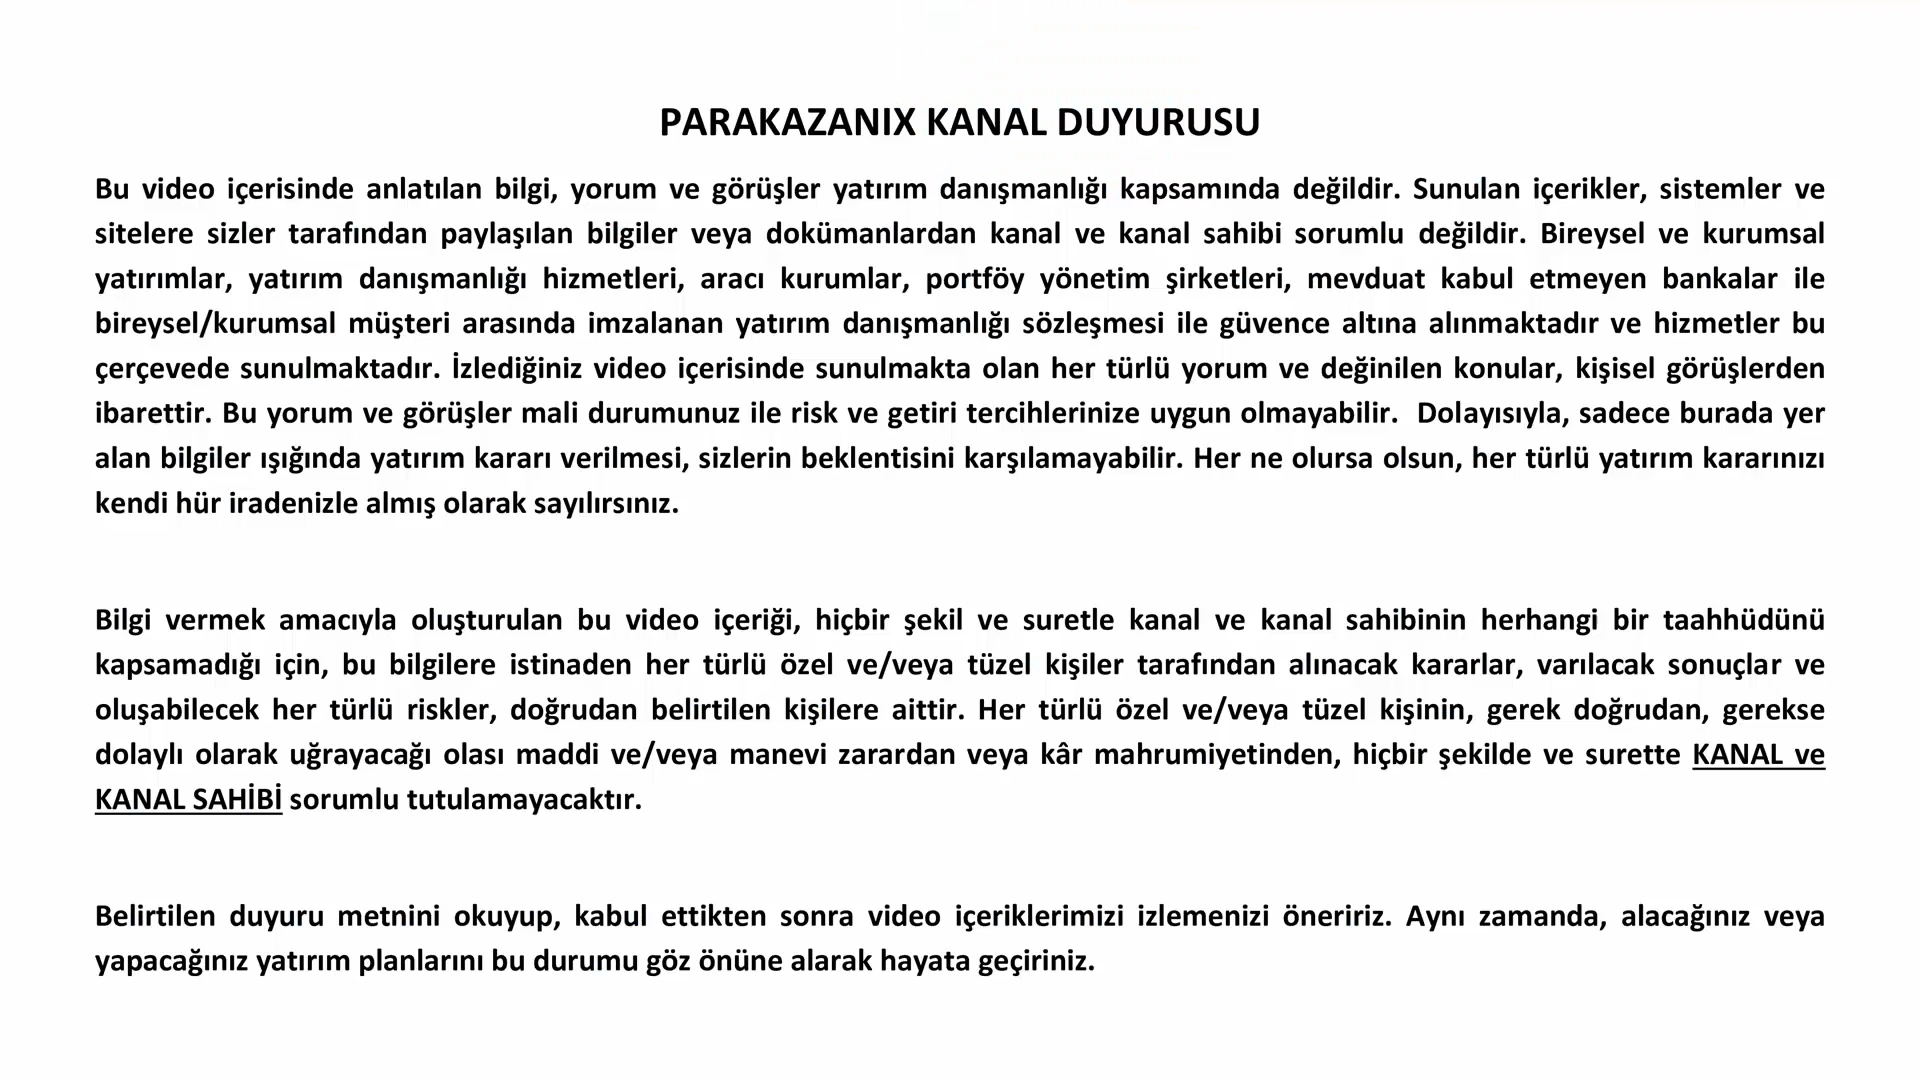 PARAKAZANIX KANAL DUYURUSU
Bu video içerisinde anlatılan bilgi, yorum ve görüşler yatırım danışmanlığı kapsamında değildir. Sunulan içerikler, sistemler ve
sitelere sizler tarafından paylaşılan bilgiler veya dokümanlardan kanal ve kanal sahibi sorumlu değildir. Bireysel ve kurumsal
yatırımlar, yatırım danışmanlığı hizmetleri, aracı kurumlar, portföy yönetim şirketleri, mevduat kabul etmeyen bankalar ile
bireysel/kurumsal müşteri arasında imzalanan yatırım danışmanlığı sözleşmesi ile güvence altına alınmaktadır ve hizmetler bu
çerçevede sunulmaktadır. İzlediğiniz video içerisinde sunulmakta olan her türlü yorum ve değinilen konular, kişisel görüşlerden
ibarettir. Bu yorum ve görüşler mali durumunuz ile risk ve getiri tercihlerinize uygun olmayabilir. Dolayısıyla, sadece burada yer
alan bilgiler ışığında yatırım kararı verilmesi, sizlerin beklentisini karşılamayabilir. Her ne olursa olsun, her türlü yatırım kararınızı
kendi hür iradenizle almış olarak sayılırsınız.
Bilgi vermek amacıyla oluşturulan bu video içeriği, hiçbir şekil ve suretle kanal ve kanal sahibinin herhangi bir taahhüdünü
kapsamadığı için, bu bilgilere istinaden her türlü özel ve/veya tüzel kişiler tarafından alınacak kararlar, varılacak sonuçlar ve
oluşabilecek her türlü riskler, doğrudan belirtilen kişilere aittir. Her türlü özel ve/veya tüzel kişinin, gerek doğrudan, gerekse
dolaylı olarak uğrayacağı olası maddi ve/veya manevi zarardan veya kâr mahrumiyetinden, hiçbir şekilde ve surette KANAL ve
KANAL SAHİBİ sorumlu tutulamayacaktır.
Belirtilen duyuru metnini okuyup, kabul ettikten sonra video içeriklerimizi izlemenizi öneririz. Aynı zamanda, alacağınız veya
yapacağınız yatırım planlarını bu durumu göz önüne alarak hayata geçiriniz.